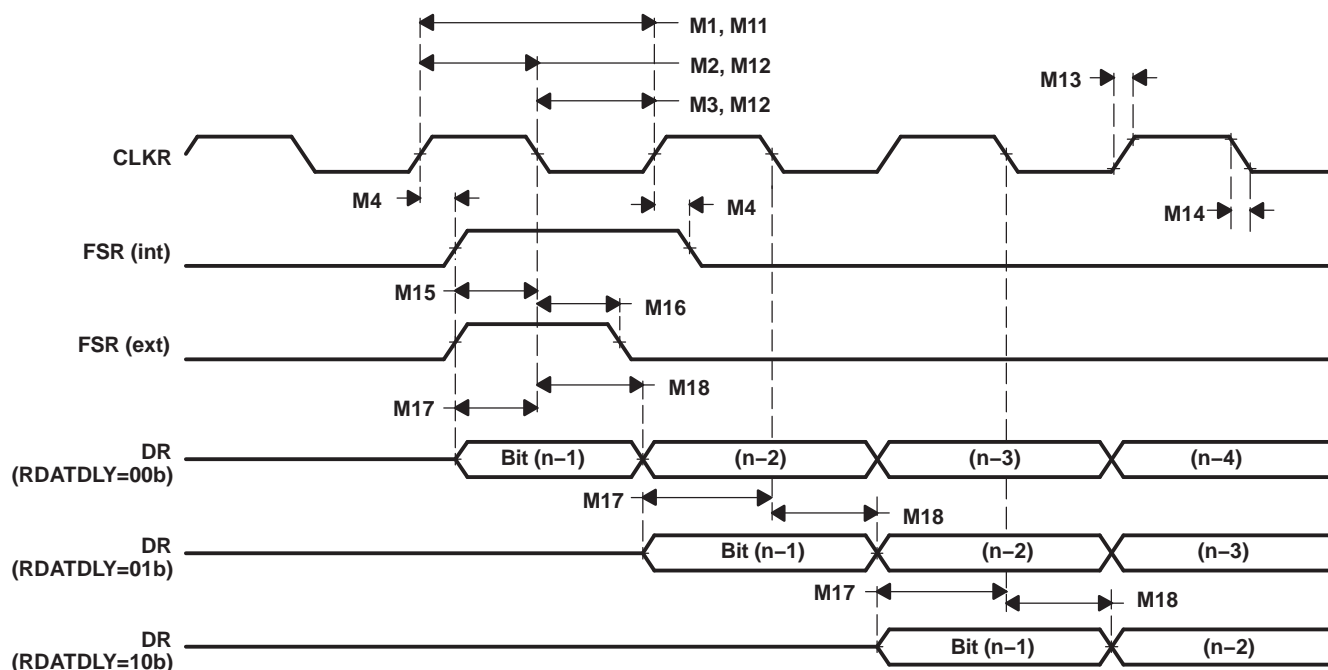 M1, M11
M2, M12
M13
M3, M12
CLKR
M4
M4
M14
FSR (int)
M15
M16
FSR (ext)
M18
M17
DR
(RDATDLY=00b)
Bit (n–1)
(n–2)
(n–3)
(n–4)
M17
M18
DR
(RDATDLY=01b)
Bit (n–1)
(n–2)
(n–3)
M17
M18
DR
(RDATDLY=10b)
Bit (n–1)
(n–2)